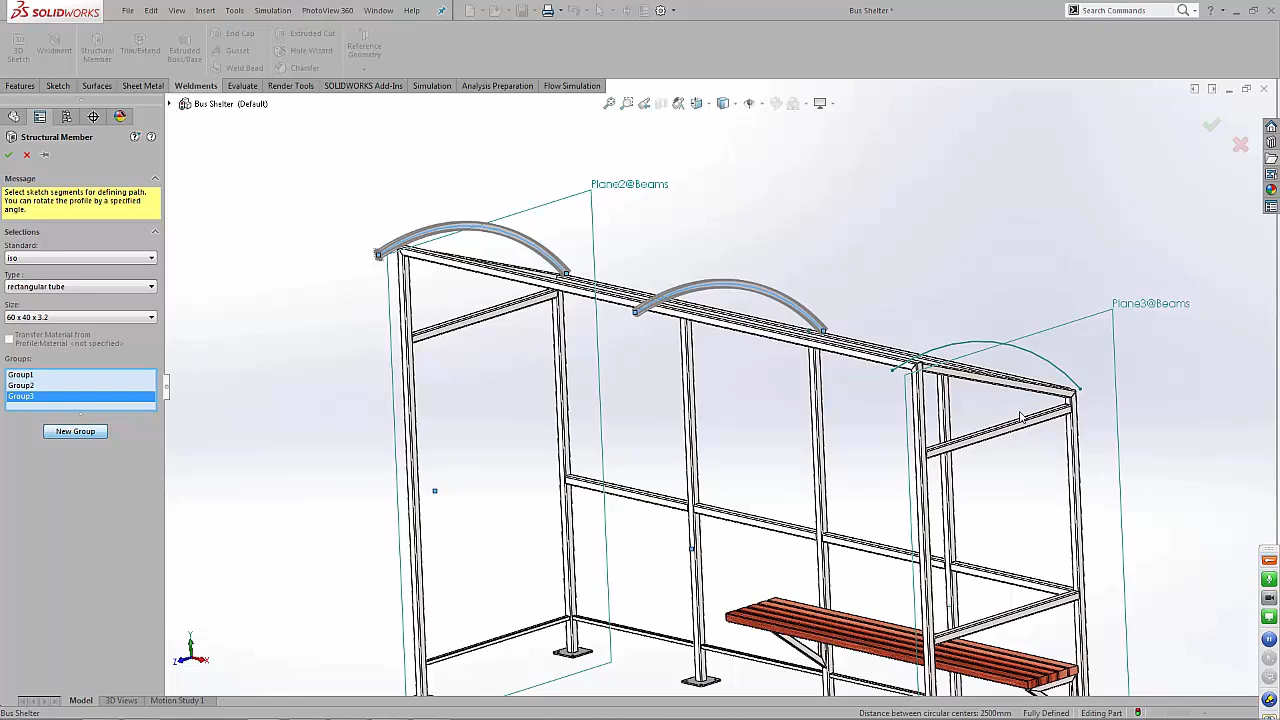 SOLIDWORKS
File Edit View Insert Tools Simulation PhotoView 360 Window Help
Bus Shelter *
Search Commands
3D Sketch
Weldment
Structural Member
Trim/Extend
Extruded Boss/Base
End Cap
Gusset
Weld Bead
Extruded Cut
Hole Wizard
Chamfer
Reference Geometry
Features Sketch Surfaces Sheet Metal Weldments Evaluate Render Tools SOLIDWORKS Add-Ins Simulation Analysis Preparation Flow Simulation
Bus Shelter (Default)
Structural Member
Message
Select sketch segments for defining path.
You can rotate the profile by a specified
angle.
Selections
Standard:
iso
Type :
rectangular tube
Size:
60 x 40 x 3.2
Transfer Material from
Profile:Material <not specified>
Groups:
Group1
Group2
Group3
New Group
Plane2@Beams
Plane3@Beams
Y
Z
X
Model 3D Views Motion Study 1
Bus Shelter
Distance between circular centers: 2500mm Fully Defined Editing Part